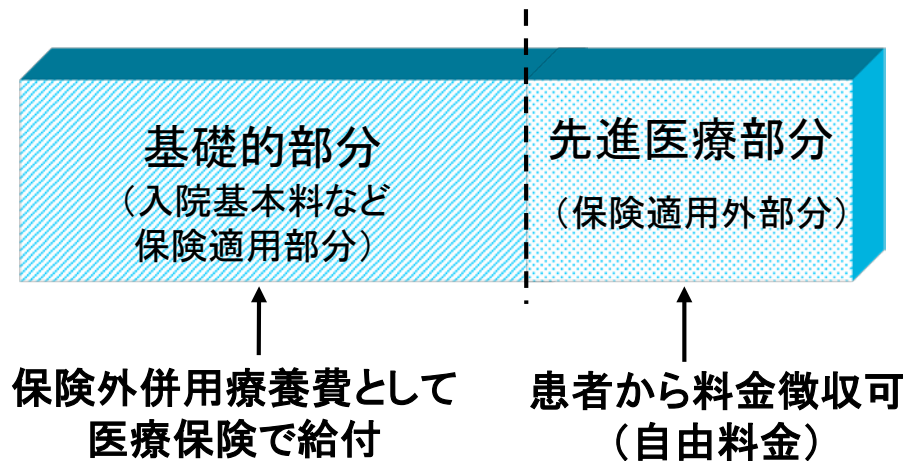 基礎的部分
（入院基本料など
保険適用部分）
先進医療部分
（保険適用外部分）
保険外併用療養費として
医療保険で給付
患者から料金徴収可
（自由料金）